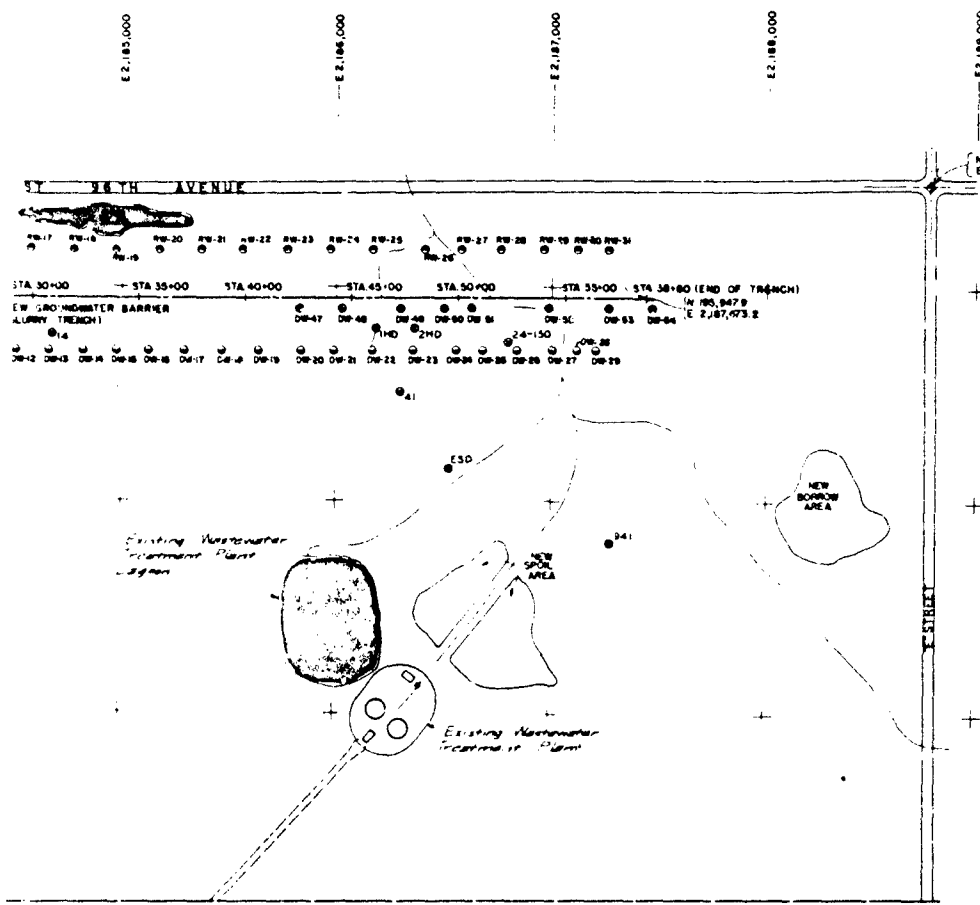 E 2,185,000
E 2,186,000
E 2,187,000
E 2,188,000
ST 96 TH AVENUE
RW-17 RW-18 RW-19 RW-20 RW-21 RW-22 RW-23 RW-24 RW-25 RW-26 RW-27 RW-28 RW-29 RW-30 RW-31
STA. 30+00 STA 35+00 STA 40+00 STA 45+00 STA. 50+00 STA 55+00 STA 58+80 (END OF TRENCH)
N 195,947.9
E 2,187,473.2
EW GROUNDWATER BARRIER
SLURRY TRENCH)
DW-47 DW-48 DW-49 DW-50 DW-51 DW-53 DW-54
14 1HD 2HD 24-150
DW-28
DW-12 DW-13 DW-14 DW-15 DW-16 DW-17 DW-18 DW-19 DW-20 DW-21 DW-22 DW-23 DW-24 DW-25 DW-26 DW-27 DW-29
41
ESD
NEW
BORROW
AREA
941
Existing Wastewater
Treatment Plant
Lagoon
NEW
SPOIL
AREA
"E" STREET
Existing Wastewater
Treatment Plant